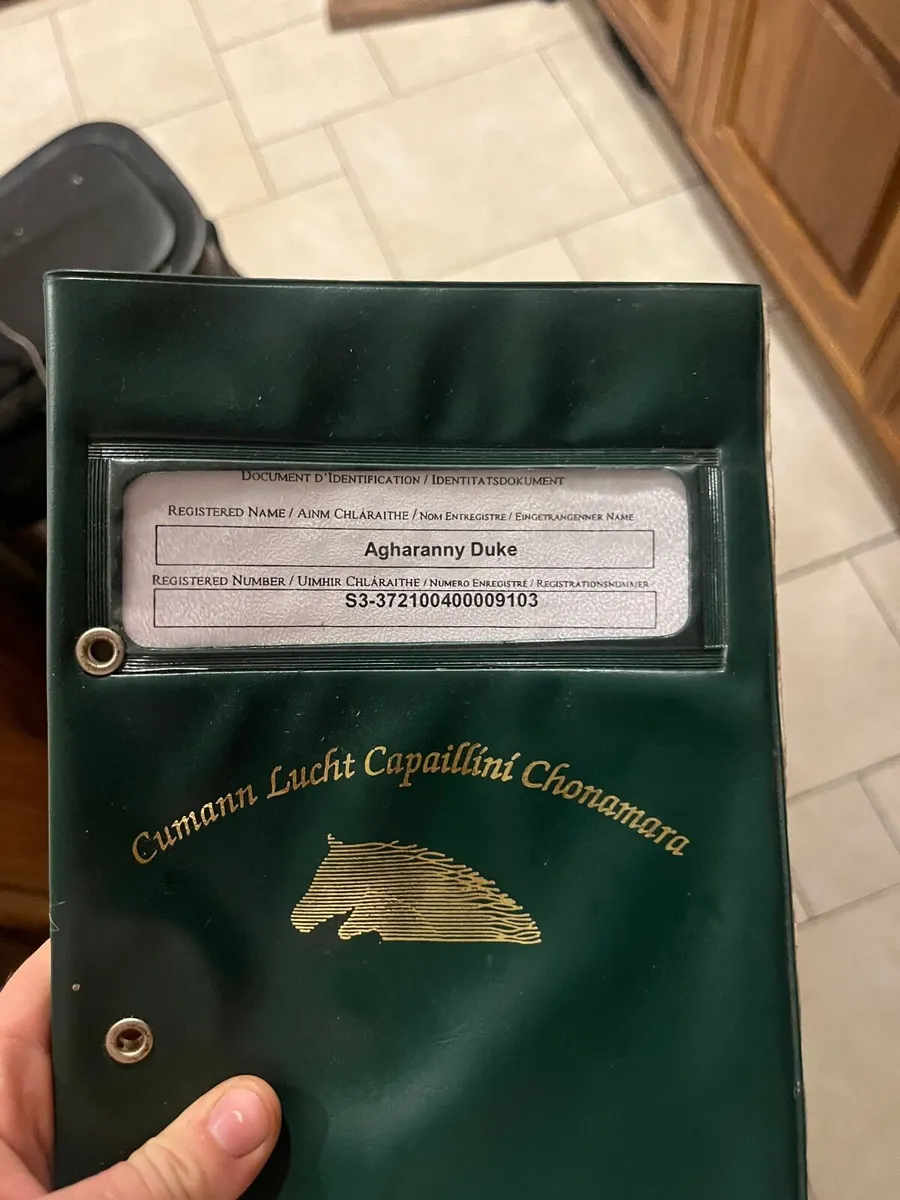 DOCUMENT D'IDENTIFICATION / IDENTITATSDOKUMENT
REGISTERED NAME / AINM CHLÁRAITHE / NOM ENTREGISTRE / EINGETRANGENNER NAME
Agharanny Duke
REGISTERED NUMBER / UIMHIR CHLÁRAITHE / NUMERO ENREGISTRÉ / REGISTRATIONSNUMMER
S3-372100400009103
Cumann Lucht Capaillíní Chonamara